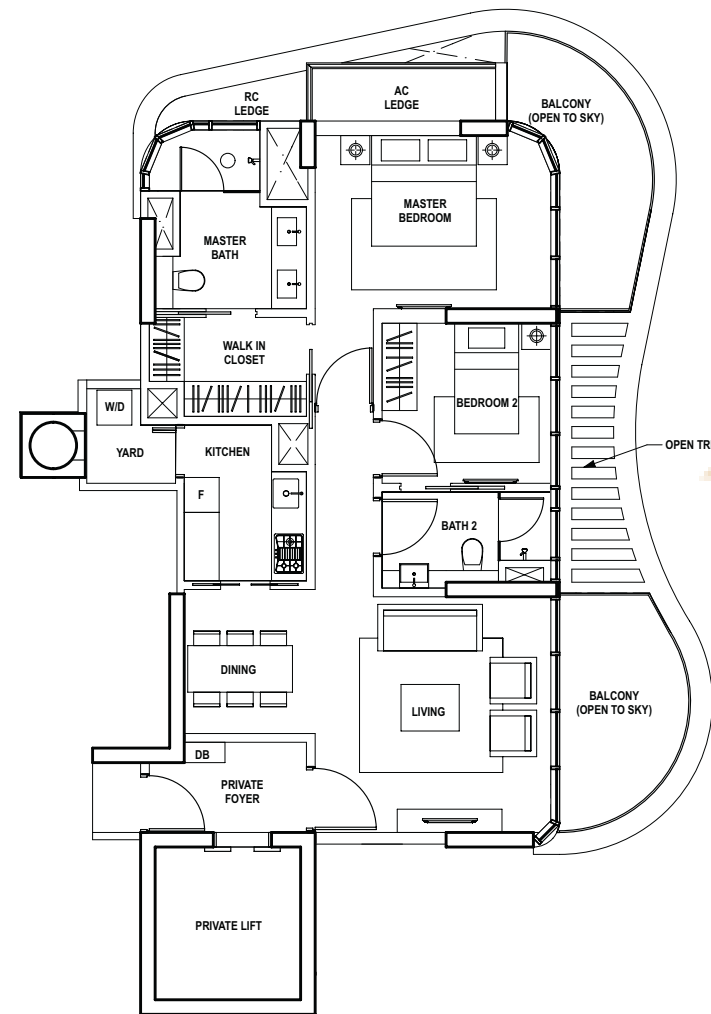 RC
LEDGE
AC
LEDGE
BALCONY
(OPEN TO SKY)
MASTER
BEDROOM
MASTER
BATH
WALK IN
CLOSET
BEDROOM 2
W/D
YARD
KITCHEN
OPEN TR
F
BATH 2
DINING
LIVING
BALCONY
(OPEN TO SKY)
DB
PRIVATE
FOYER
PRIVATE LIFT